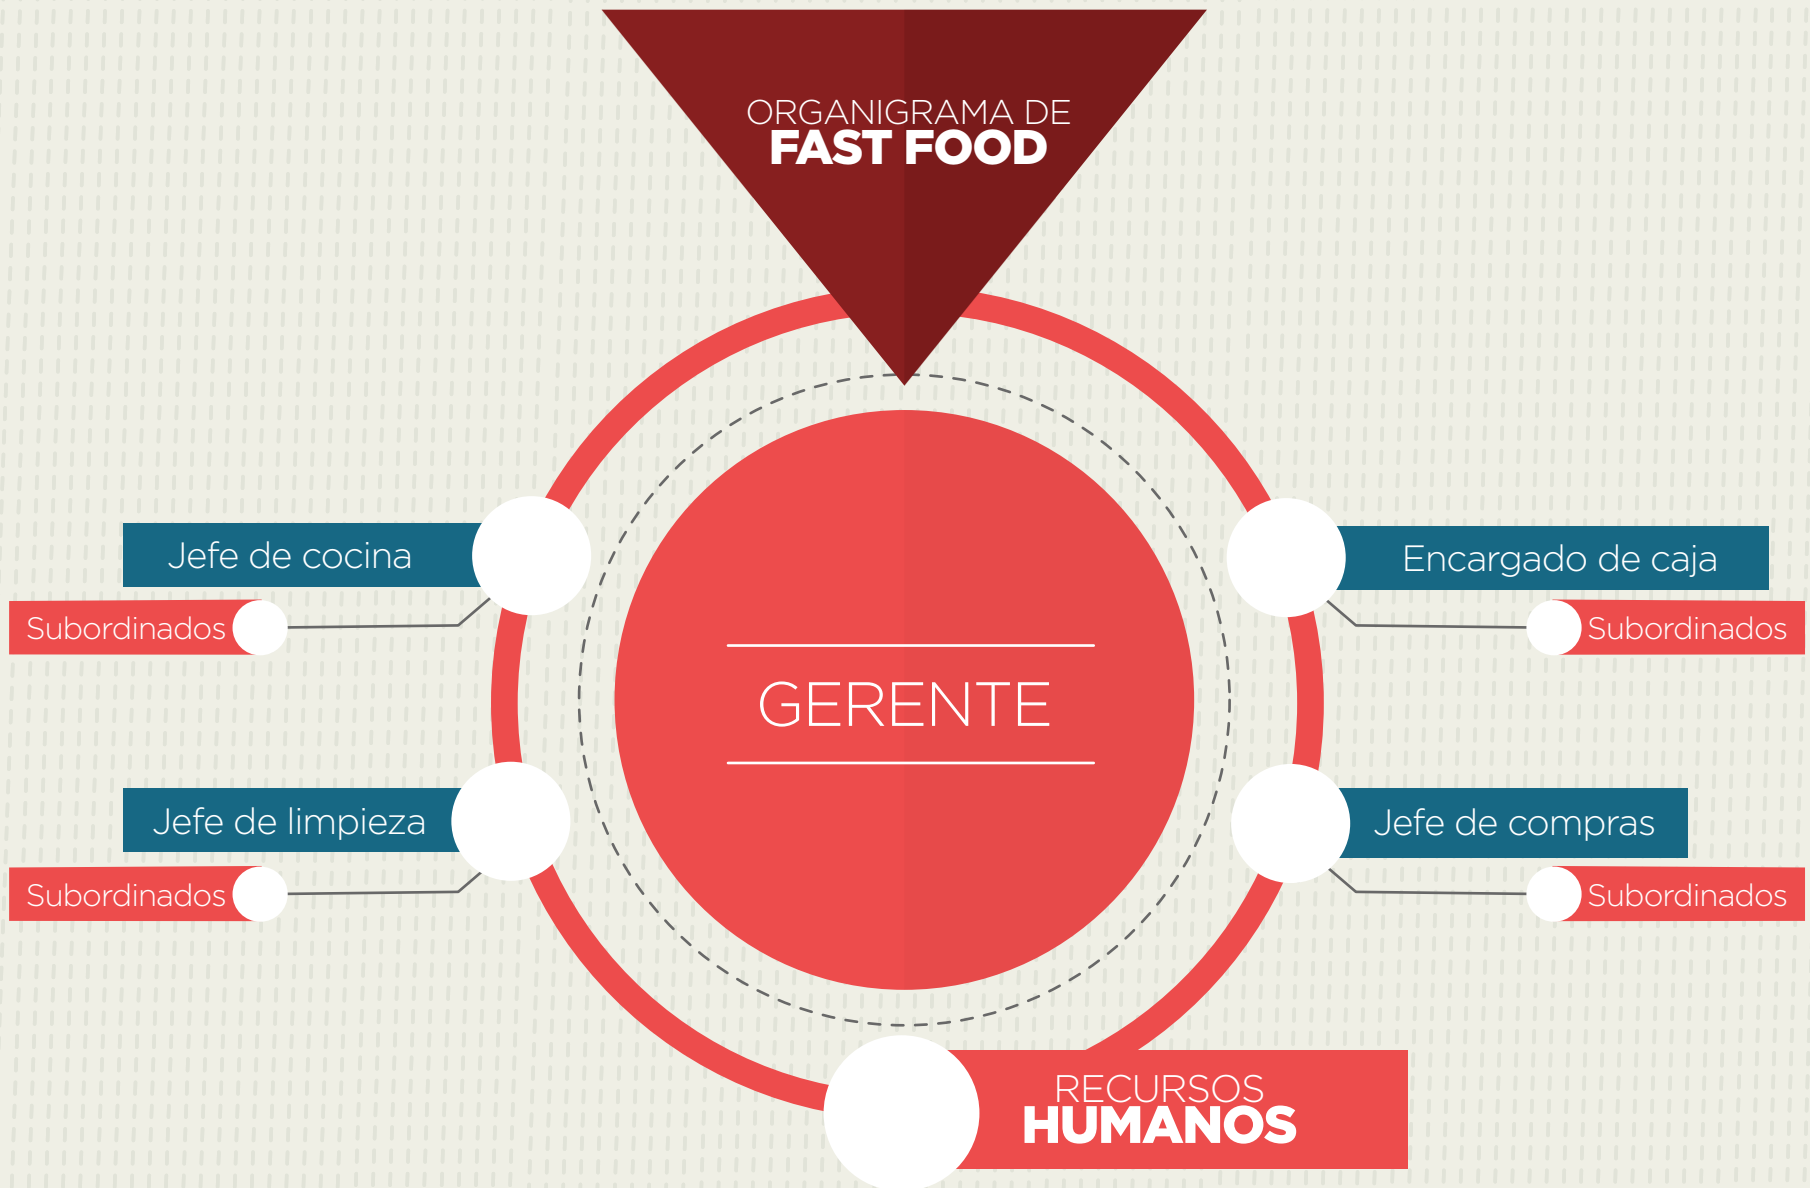 ORGANIGRAMA DE
FAST FOOD
Jefe de cocina
Subordinados
Encargado de caja
Subordinados
GERENTE
Jefe de limpieza
Subordinados
Jefe de compras
Subordinados
RECURSOS
HUMANOS